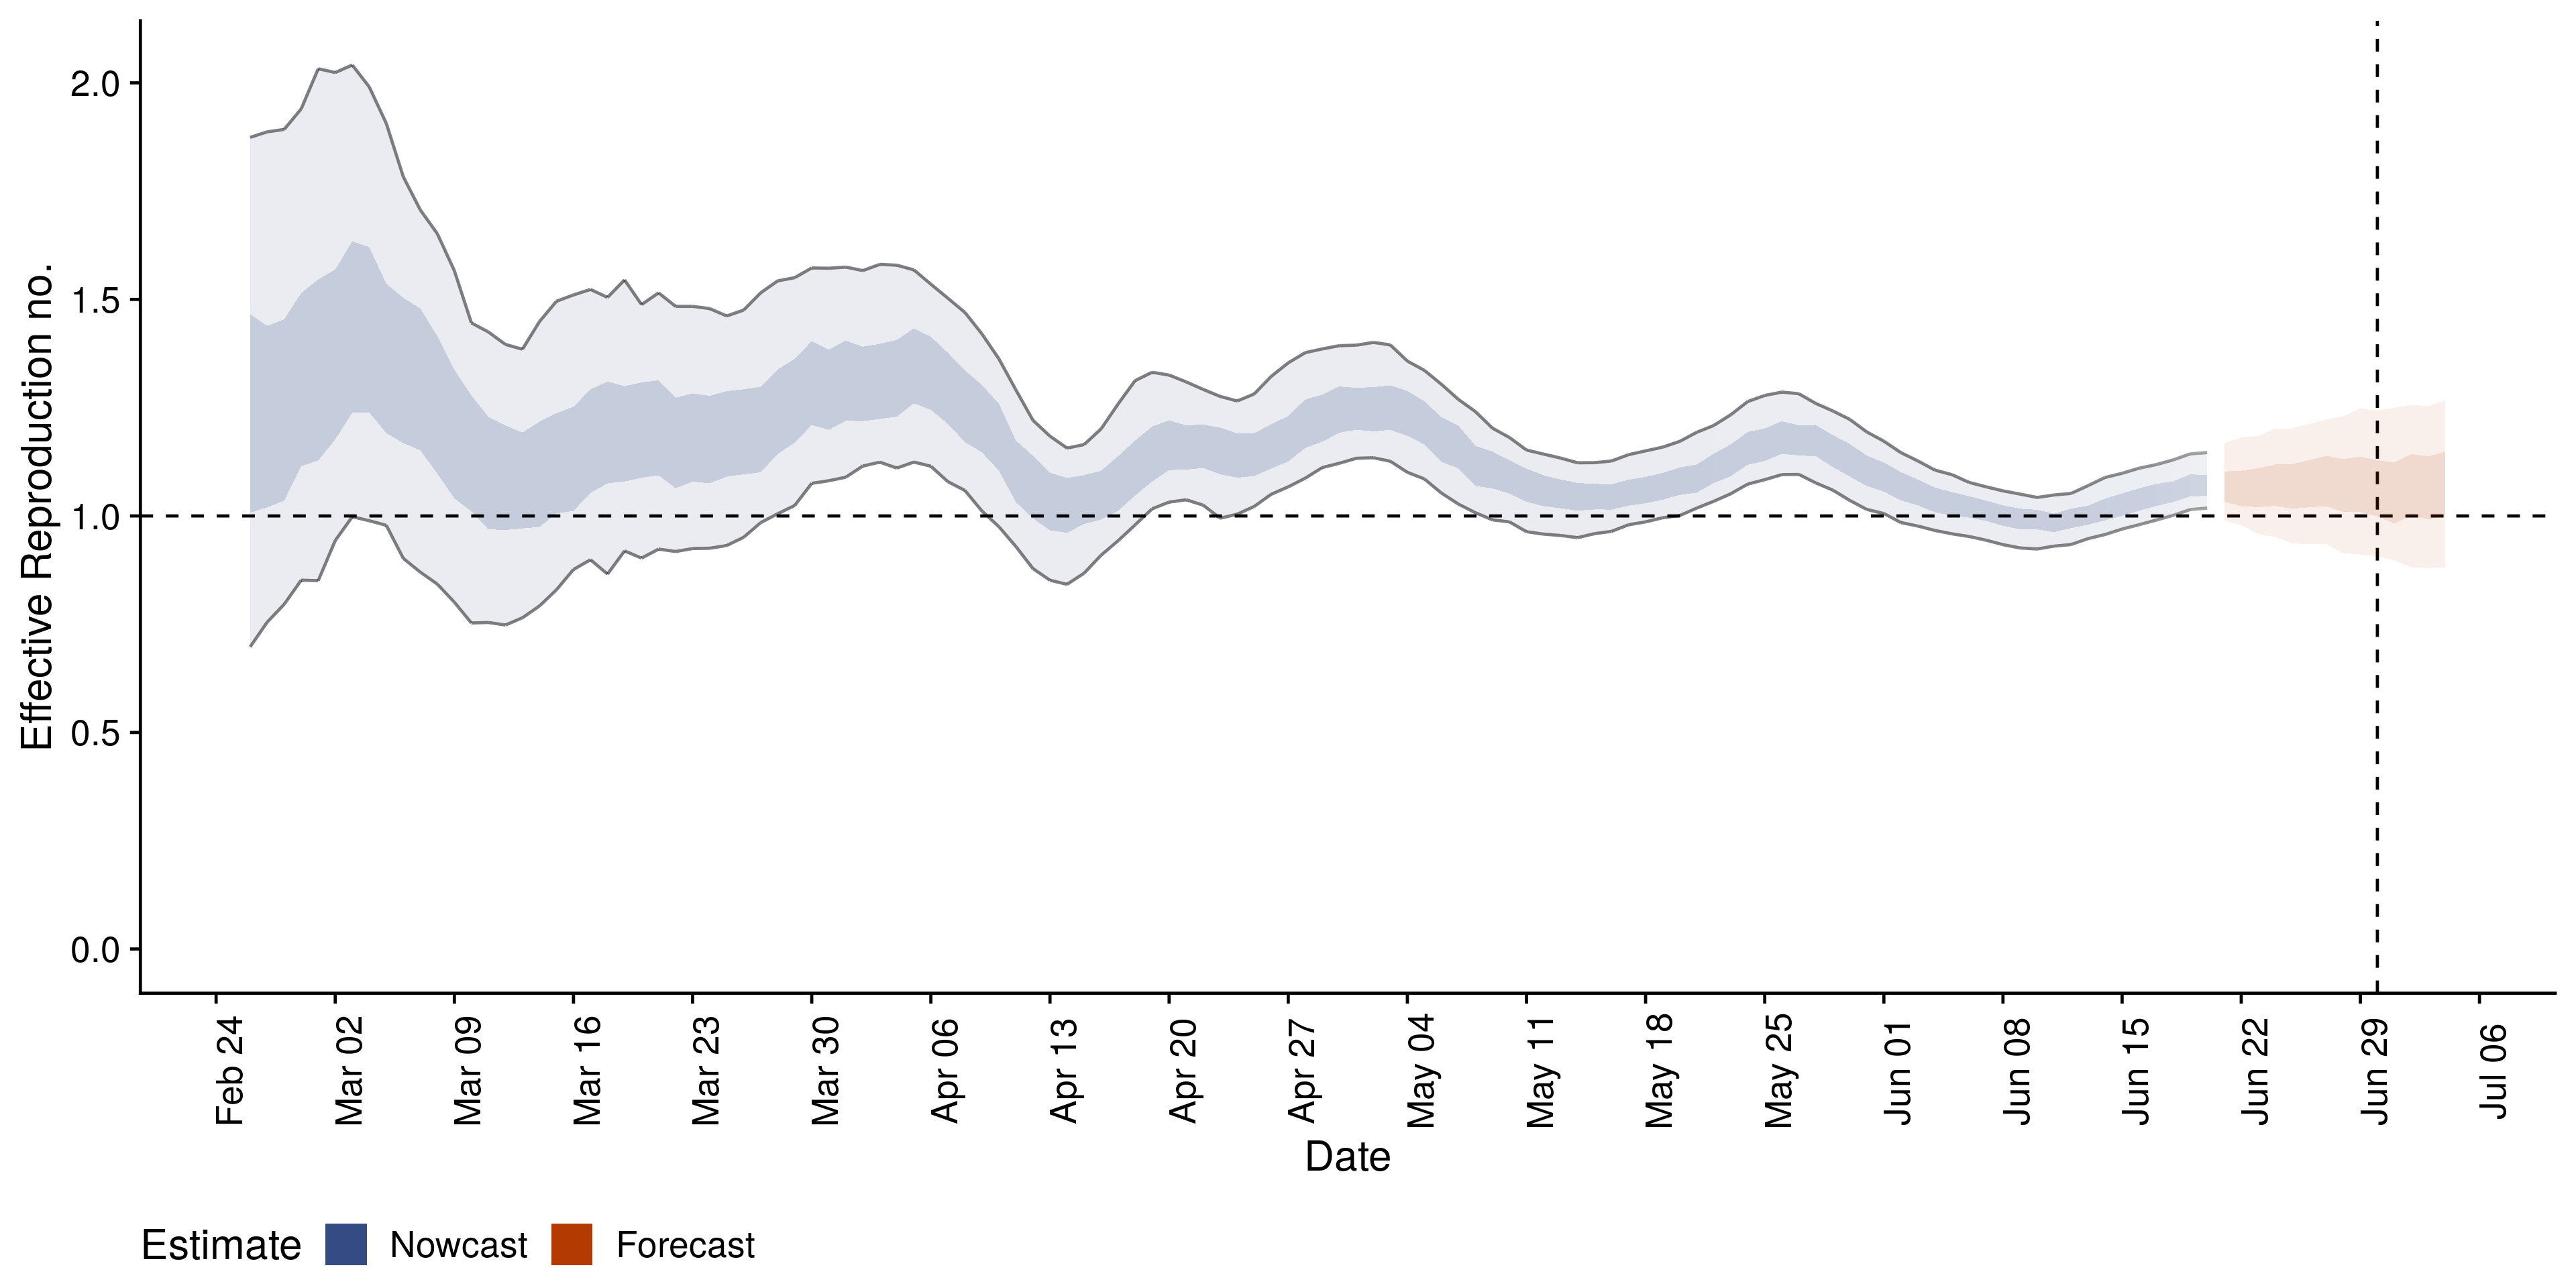 Effective Reproduction no.
2.0
1.5
1.0
0.5
0.0
Feb 24
Mar 02
Mar 09
Mar 16
Mar 23
Mar 30
Apr 06
Apr 13
Apr 20
Apr 27
May 04
May 11
May 18
May 25
Jun 01
Jun 08
Jun 15
Jun 22
Jun 29
Jul 06
Date
Estimate Nowcast Forecast